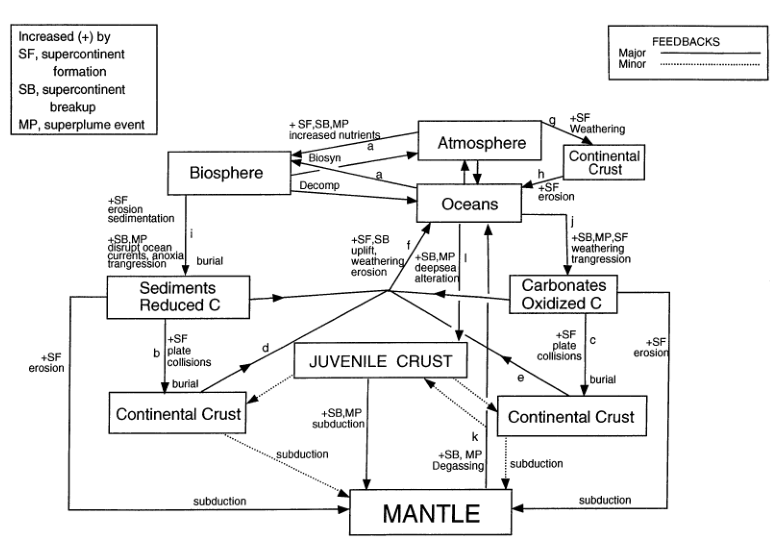 Increased (+) by
SF, supercontinent
formation
SB, supercontinent
breakup
MP, superplume event
FEEDBACKS
Major
Minor
+ SF,SB,MP
increased nutrients
a
Atmosphere
g
+SF
Weathering
Continental
Crust
h
+SF
erosion
Biosphere
Biosyn
a
Decomp
Oceans
+SF
erosion
sedimentation
i
+SB,MP
disrupt ocean
currents, anoxia
trangression
burial
+SF,SB
uplift,
weathering
erosion
f
+SB,MP
deepsea
alteration
l
j
+SB,MP,SF
weathering
trangression
Sediments
Reduced C
Carbonates
Oxidized C
+SF
erosion
b
+SF
plate
collisions
burial
d
JUVENILE CRUST
e
+SF
plate
collisions
c
burial
+SF
erosion
Continental Crust
Continental Crust
+SB,MP
subduction
k
+SB, MP
Degassing
subduction
subduction
subduction
MANTLE
subduction